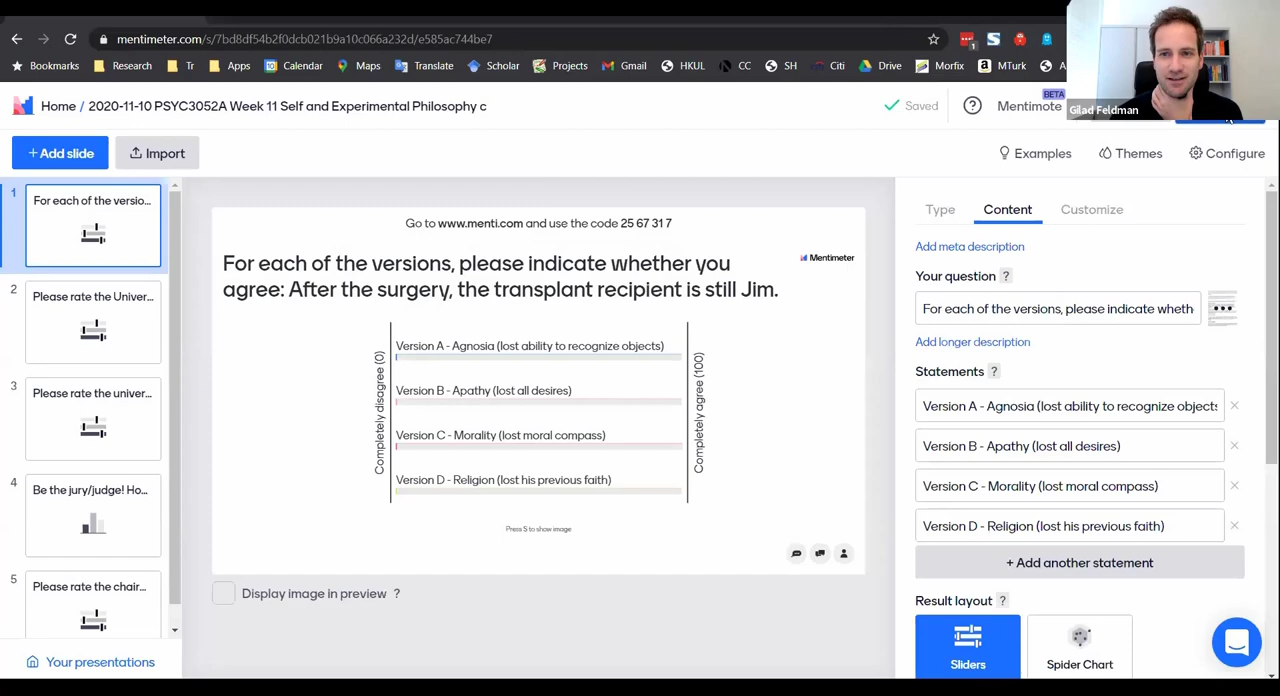 mentimeter.com/s/7bd8df54b2f0dcb021b9a10c066a232d/e585ac744be7
1
Bookmarks Research Tr Apps Calendar Maps Translate Scholar Projects Gmail HKUL CC SH Citi Drive Morfix MTurk A
Gilad Feldman
Home / 2020-11-10 PSYC3052A Week 11 Self and Experimental Philosophy c
Saved
?
Mentimote
BETA
+ Add slide
Import
Examples
Themes
Configure
1
For each of the versio...
2
Please rate the Univer...
3
Please rate the univer...
4
Be the jury/judge! Ho...
5
Please rate the chair...
Your presentations
Go to www.menti.com and use the code 25 67 31 7
For each of the versions, please indicate whether you
agree: After the surgery, the transplant recipient is still Jim.
Mentimeter
Completely disagree (0)
Version A - Agnosia (lost ability to recognize objects)
Version B - Apathy (lost all desires)
Version C - Morality (lost moral compass)
Version D - Religion (lost his previous faith)
Completely agree (100)
Press S to show image
Display image in preview ?
Type
Content
Customize
Add meta description
Your question ?
For each of the versions, please indicate wheth
Add longer description
Statements ?
Version A - Agnosia (lost ability to recognize objects
Version B - Apathy (lost all desires)
Version C - Morality (lost moral compass)
Version D - Religion (lost his previous faith)
+ Add another statement
Result layout ?
Sliders
Spider Chart